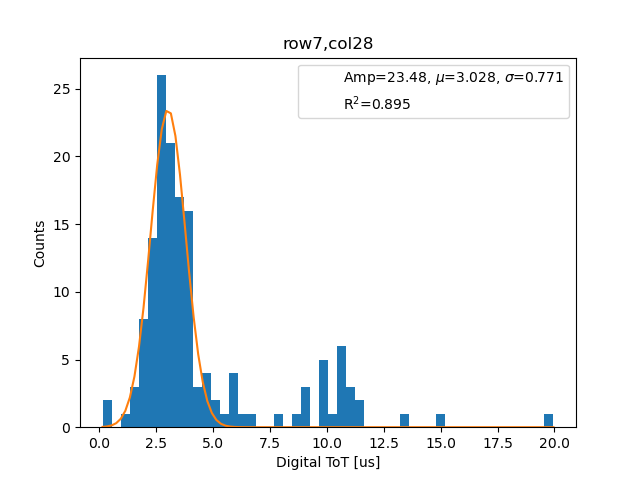 row7,col28
Amp=23.48, μ=3.028, σ=0.771
R²=0.895
25
20
15
10
5
0
Counts
0.0 2.5 5.0 7.5 10.0 12.5 15.0 17.5 20.0
Digital ToT [us]